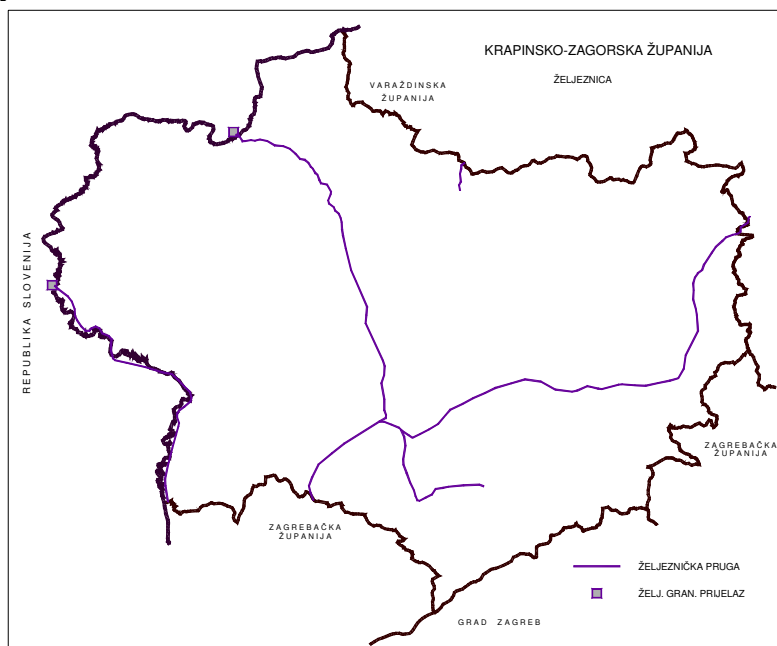 KRAPINSKO-ZAGORSKA ŽUPANIJA
ŽELJEZNICA
VARAŽDINSKA
ŽUPANIJA
REPUBLIKA SLOVENIJA
ZAGREBAČKA
ŽUPANIJA
ZAGREBAČKA
ŽUPANIJA
ŽELJEZNIČKA PRUGA
ŽELJ. GRAN. PRIJELAZ
GRAD ZAGREB